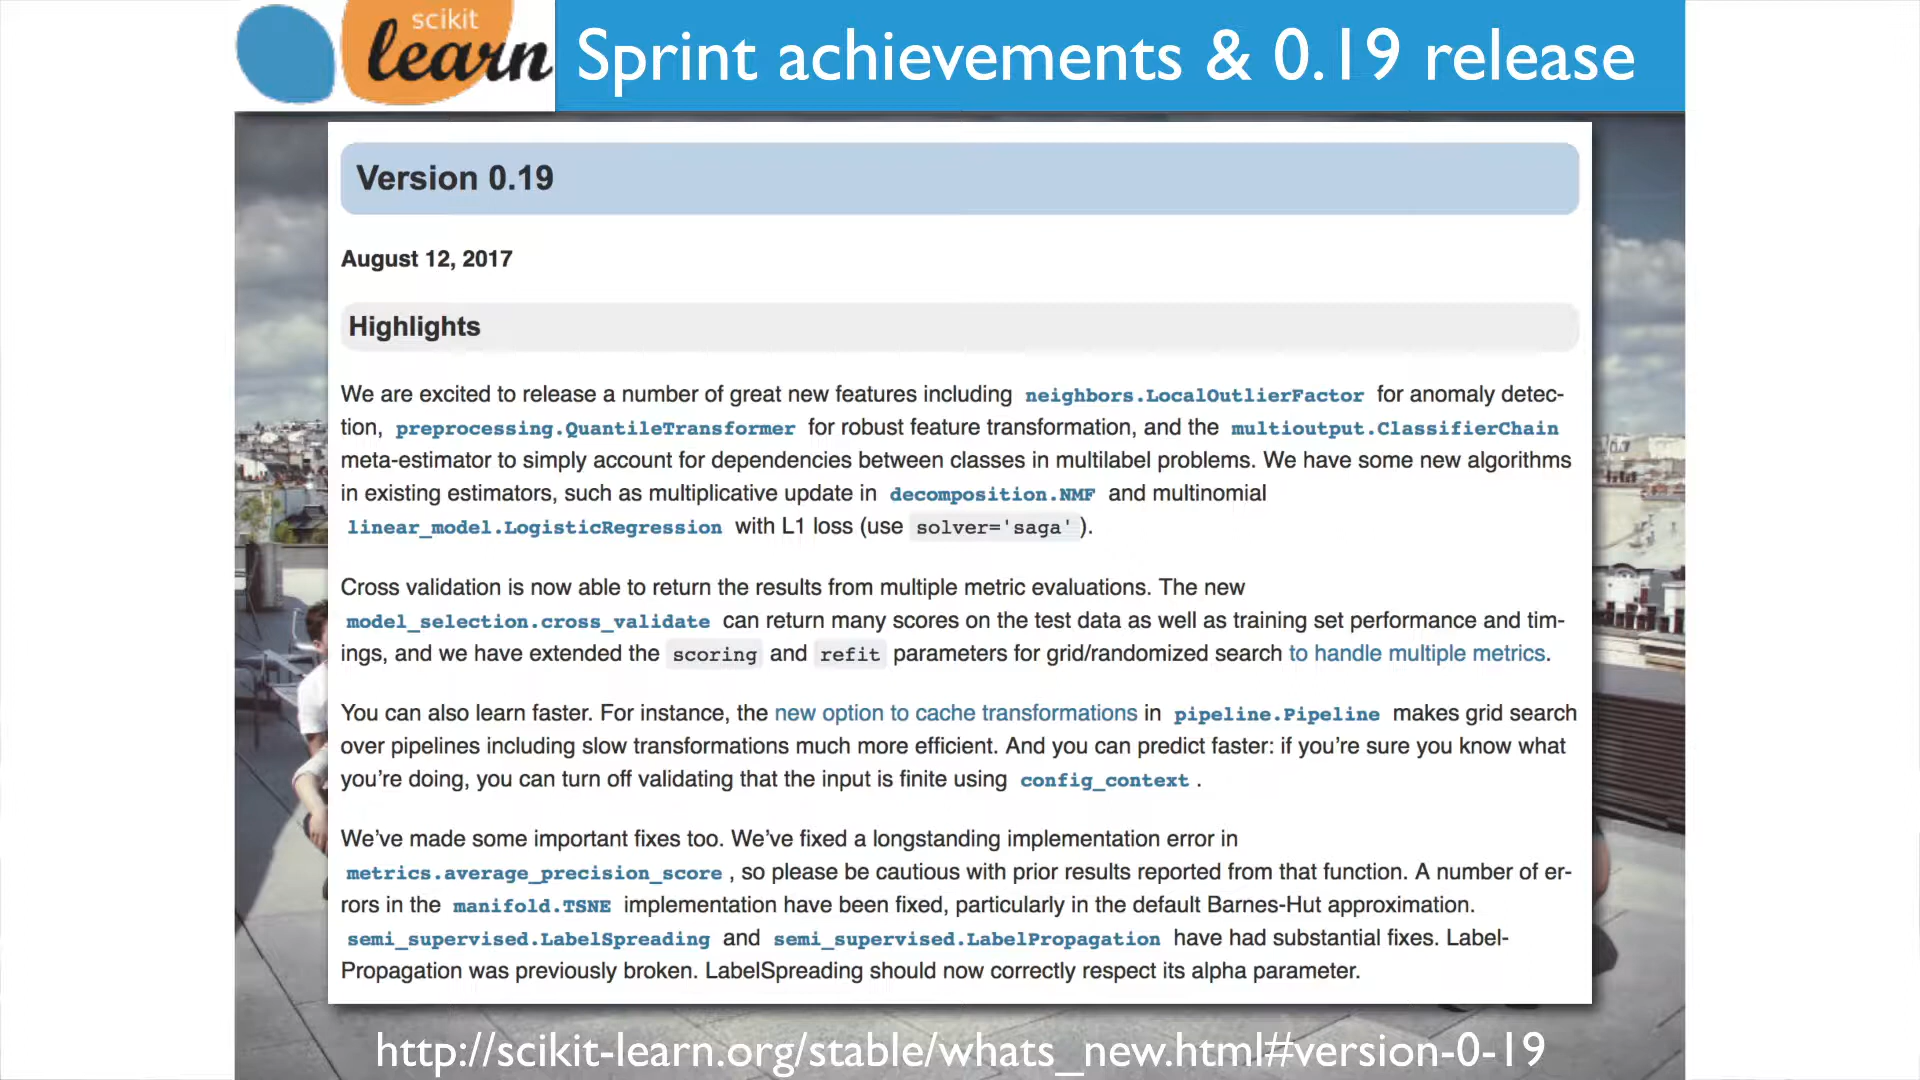 scikit
learn
Sprint achievements & 0.19 release
Version 0.19
August 12, 2017
Highlights
We are excited to release a number of great new features including neighbors.LocalOutlierFactor for anomaly detec-
tion, preprocessing.QuantileTransformer for robust feature transformation, and the multioutput.ClassifierChain
meta-estimator to simply account for dependencies between classes in multilabel problems. We have some new algorithms
in existing estimators, such as multiplicative update in decomposition.NMF and multinomial
linear_model.LogisticRegression with L1 loss (use solver='saga' ).
Cross validation is now able to return the results from multiple metric evaluations. The new
model_selection.cross_validate can return many scores on the test data as well as training set performance and tim-
ings, and we have extended the scoring and refit parameters for grid/randomized search to handle multiple metrics.
You can also learn faster. For instance, the new option to cache transformations in pipeline.Pipeline makes grid search
over pipelines including slow transformations much more efficient. And you can predict faster: if you’re sure you know what
you’re doing, you can turn off validating that the input is finite using config_context .
We’ve made some important fixes too. We’ve fixed a longstanding implementation error in
metrics.average_precision_score , so please be cautious with prior results reported from that function. A number of er-
rors in the manifold.TSNE implementation have been fixed, particularly in the default Barnes-Hut approximation.
semi_supervised.LabelSpreading and semi_supervised.LabelPropagation have had substantial fixes. Label-
Propagation was previously broken. LabelSpreading should now correctly respect its alpha parameter.
http://scikit-learn.org/stable/whats_new.html#version-0-19